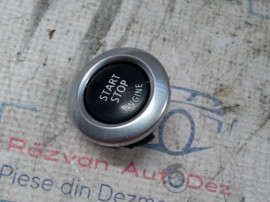 START
STOP
ENGINE
Răzvan AutoDez
Piese din Dezme